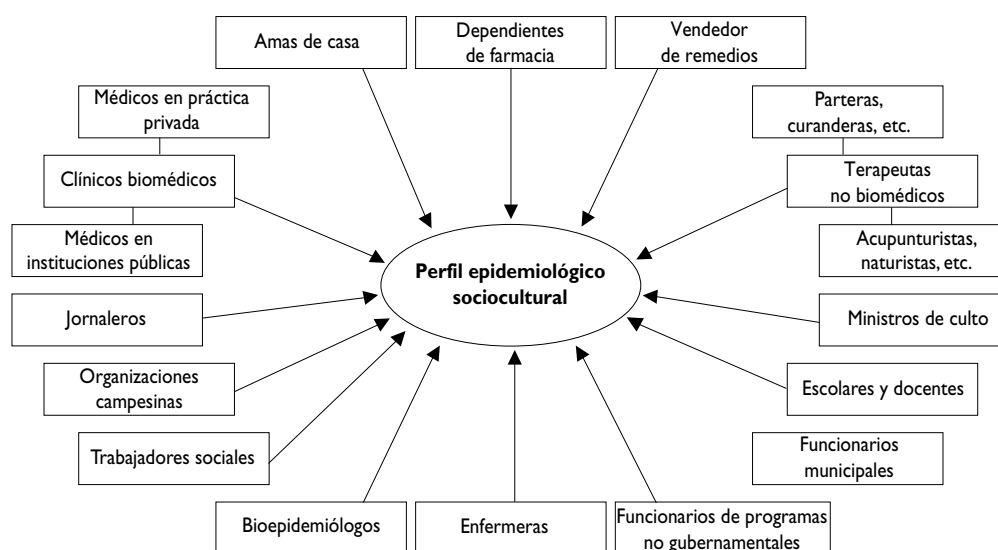 Amas de casa
Dependientes
de farmacia
Vendedor
de remedios
Médicos en práctica
privada
Parteras,
curanderas, etc.
Clínicos biomédicos
Terapeutas
no biomédicos
Médicos en
instituciones públicas
Acupunturistas,
naturistas, etc.
Perfil epidemiológico
sociocultural
Jornaleros
Ministros de culto
Organizaciones
campesinas
Escolares y docentes
Trabajadores sociales
Funcionarios
municipales
Bioepidemiólogos
Enfermeras
Funcionarios de programas
no gubernamentales